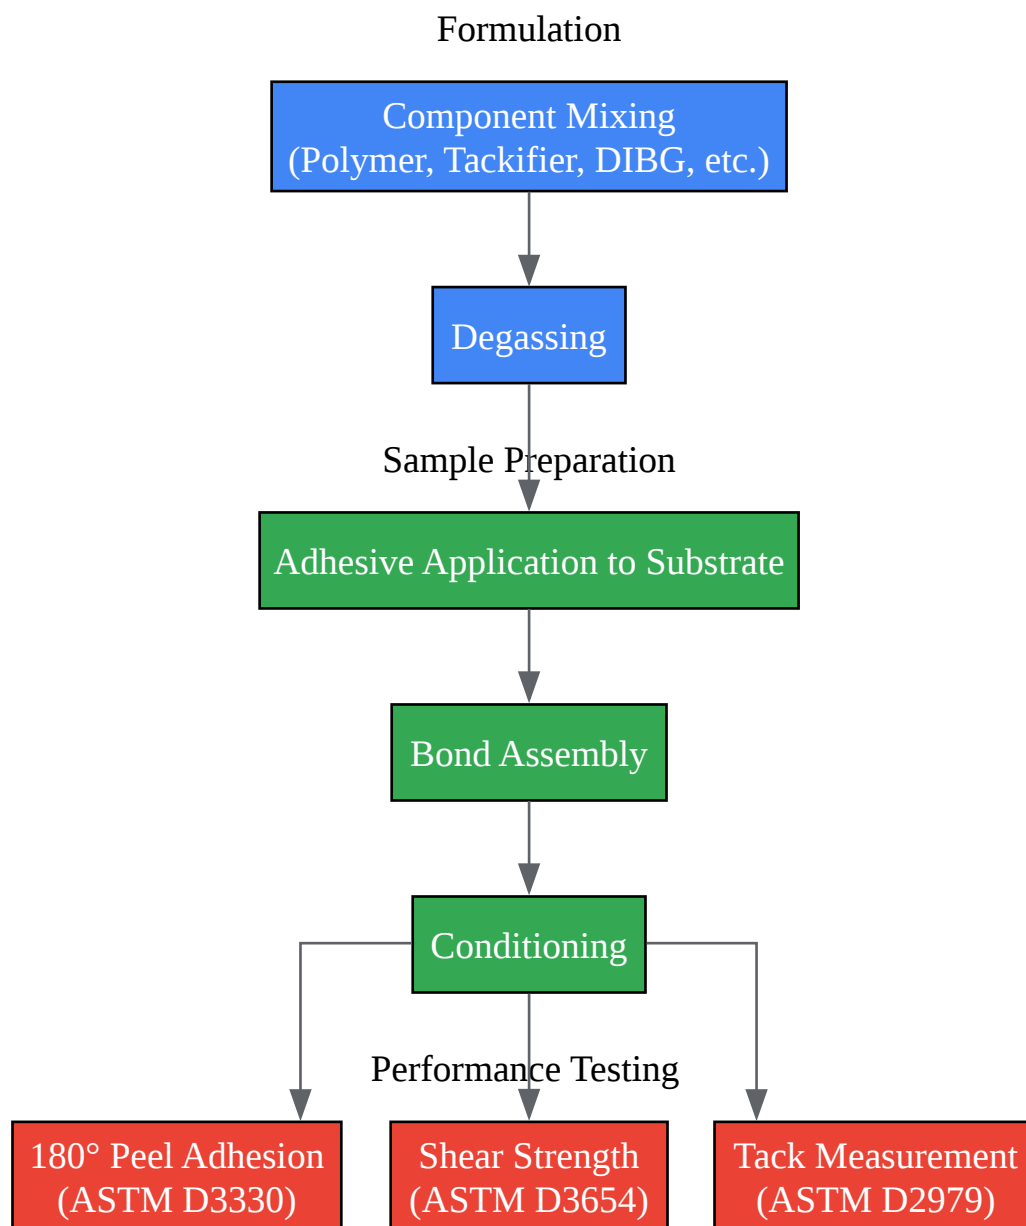 Formulation
Component Mixing
(Polymer, Tackifier, DIBG, etc.)
Degassing
Sample Preparation
Adhesive Application to Substrate
Bond Assembly
Conditioning
Performance Testing
180° Peel Adhesion
(ASTM D3330)
Shear Strength
(ASTM D3654)
Tack Measurement
(ASTM D2979)